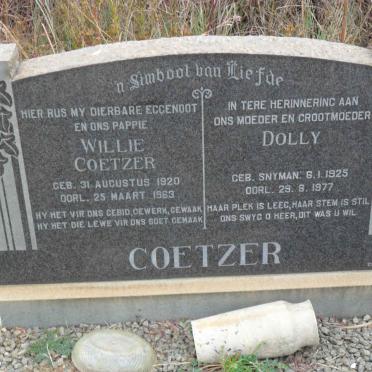 'n Simbool van Liefde
HIER RUS MY DIERBARE EGGENOOT
EN ONS PAPPIE
WILLIE
COETZER
GEB. 31 AUGUSTUS 1920
OORL. 25 MAART 1963
HY HET VIR ONS GEBID, GEWERK, GEWAAK
HY HET DIE LEWE VIR ONS SOET GEMAAK
IN TERE HERINNERING AAN
ONS MOEDER EN GROOTMOEDER
DOLLY
GEB. SNYMAN: 6.1.1925
OORL. 29.8.1977
HAAR PLEK IS LEEG, HAAR STEM IS STIL
ONS SWYG O HEER, DIT WAS U WIL
COETZER